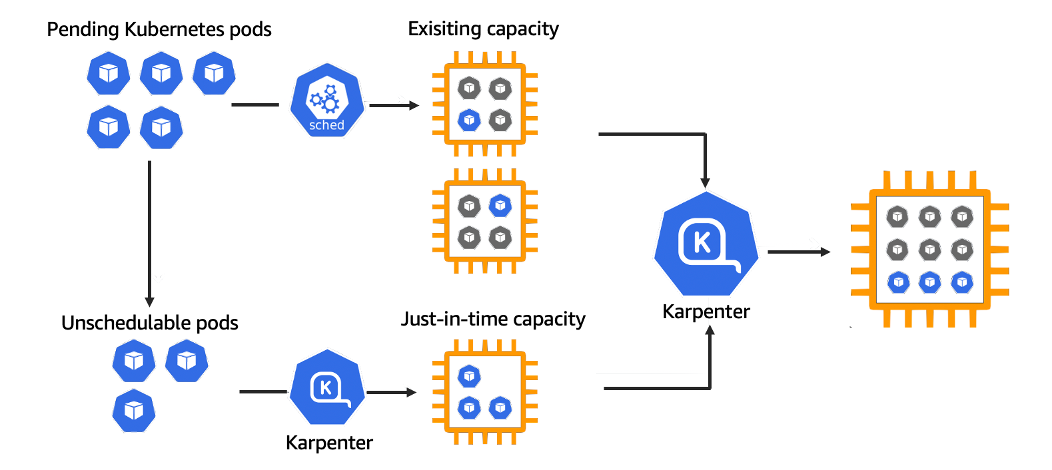 Pending Kubernetes pods
Exisiting capacity
sched
K
Karpenter
Unschedulable pods
Just-in-time capacity
K
Karpenter